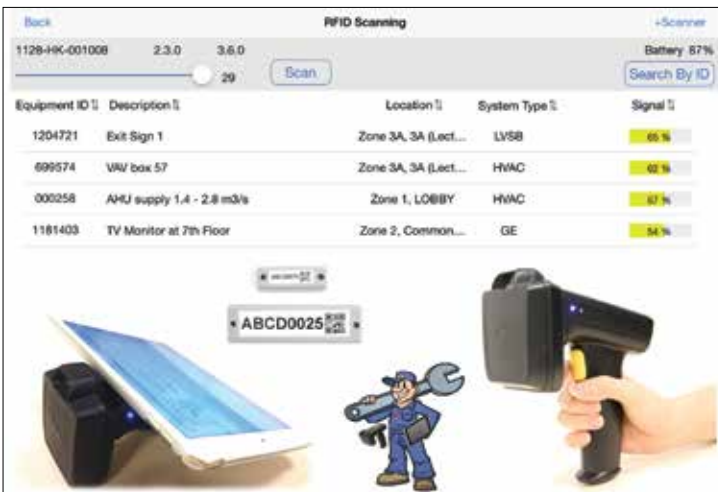 Back RFID Scanning +Scanner
1128-HK-001008 2.3.0 3.6.0 Battery 87%
29 Scan Search By ID
Equipment ID Description Location System Type Signal
1204721 Exit Sign 1 Zone 3A, 3A (Lect... LVSB 65 %
699574 VAV box 57 Zone 3A, 3A (Lect... HVAC 62 %
000258 AHU supply 1.4 - 2.8 m3/s Zone 1, LOBBY HVAC 67 %
1181403 TV Monitor at 7th Floor Zone 2, Common... GE 54 %
ABCD0025